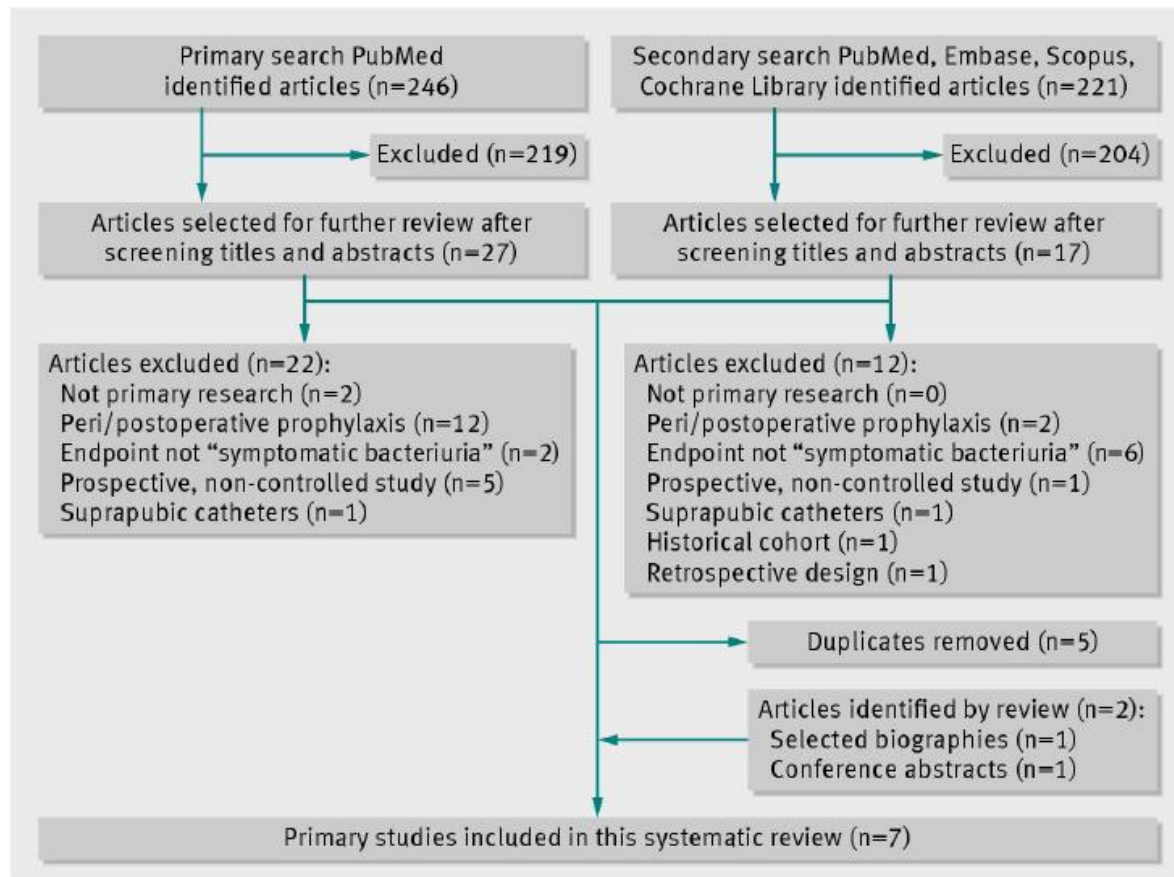 Primary search PubMed
identified articles (n=246)
Secondary search PubMed, Embase, Scopus,
Cochrane Library identified articles (n=221)
Excluded (n=219)
Excluded (n=204)
Articles selected for further review after
screening titles and abstracts (n=27)
Articles selected for further review after
screening titles and abstracts (n=17)
Articles excluded (n=22):
Not primary research (n=2)
Peri/postoperative prophylaxis (n=12)
Endpoint not “symptomatic bacteriuria” (n=2)
Prospective, non-controlled study (n=5)
Suprapubic catheters (n=1)
Articles excluded (n=12):
Not primary research (n=0)
Peri/postoperative prophylaxis (n=2)
Endpoint not “symptomatic bacteriuria” (n=6)
Prospective, non-controlled study (n=1)
Suprapubic catheters (n=1)
Historical cohort (n=1)
Retrospective design (n=1)
Duplicates removed (n=5)
Articles identified by review (n=2):
Selected biographies (n=1)
Conference abstracts (n=1)
Primary studies included in this systematic review (n=7)